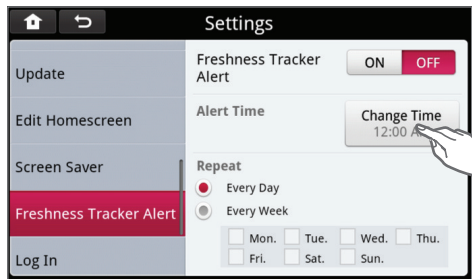 Settings
Update
Edit Homescreen
Screen Saver
Freshness Tracker Alert
Log In
Freshness Tracker
Alert
ON OFF
Alert Time
Change Time
12:00 A
Repeat
Every Day
Every Week
Mon. Tue. Wed. Thu.
Fri. Sat. Sun.